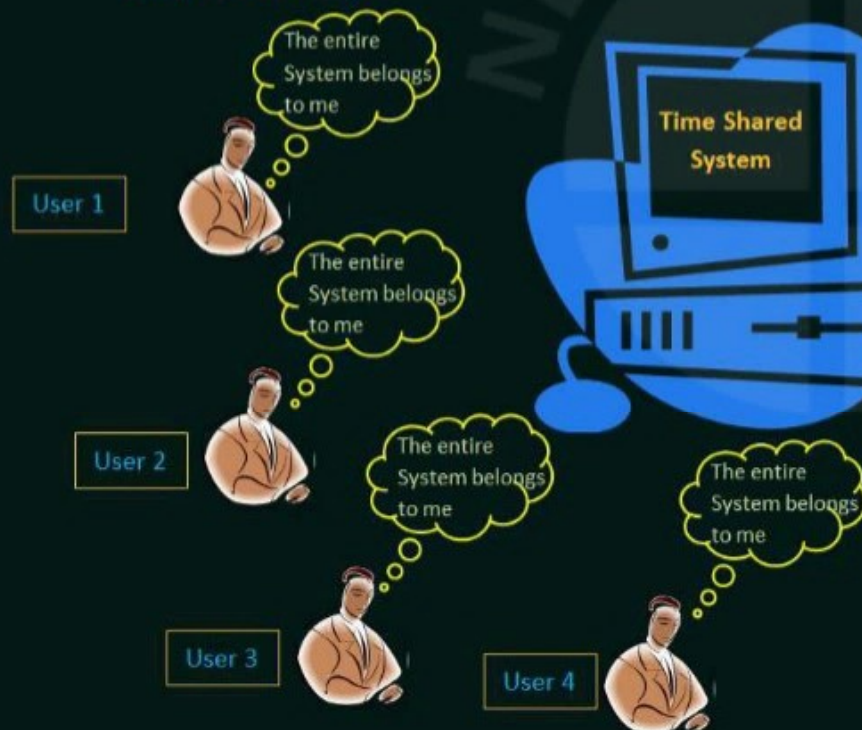 The entire
System belongs
to me
Time Shared
System
User 1
The entire
System belongs
to me
User 2
The entire
System belongs
to me
The entire
System belongs
to me
User 3
User 4